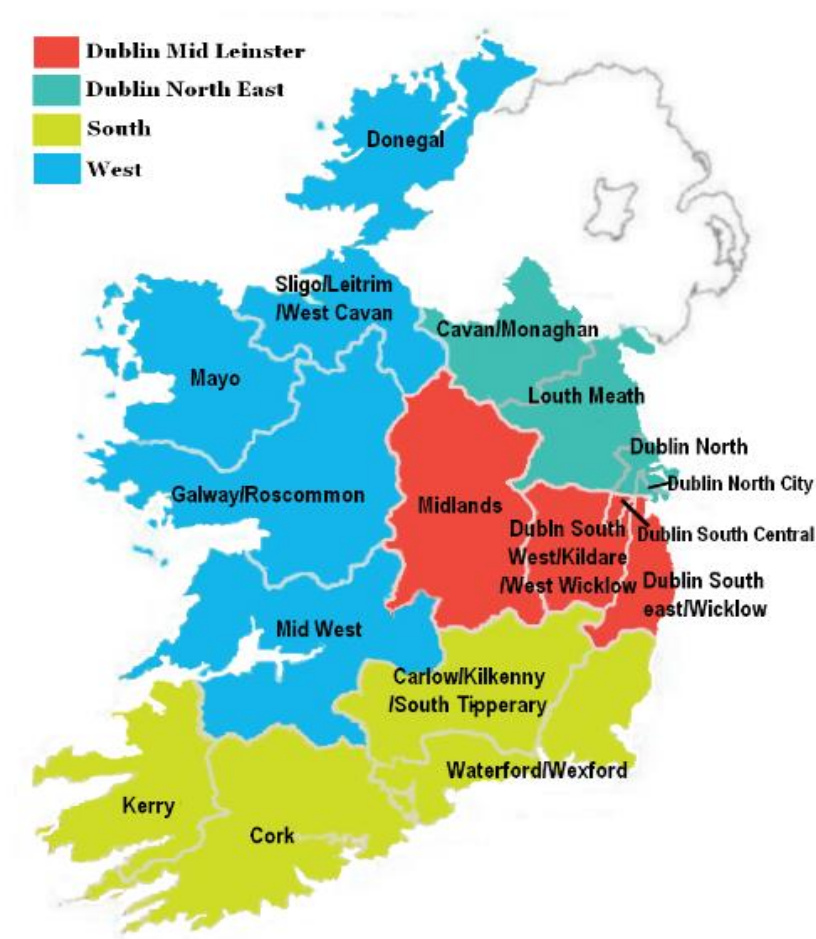 Dublin Mid Leinster
Dublin North East
South
West
Donegal
Sligo/Leitrim
/West Cavan
Cavan/Monaghan
Mayo
Louth Meath
Dublin North
Galway/Roscommon
Dublin North City
Midlands
Dubln South
West/Kildare
/West Wicklow
Dublin South Central
Dublin South
east/Wicklow
Mid West
Carlow/Kilkenny
/South Tipperary
Waterford/Wexford
Kerry
Cork